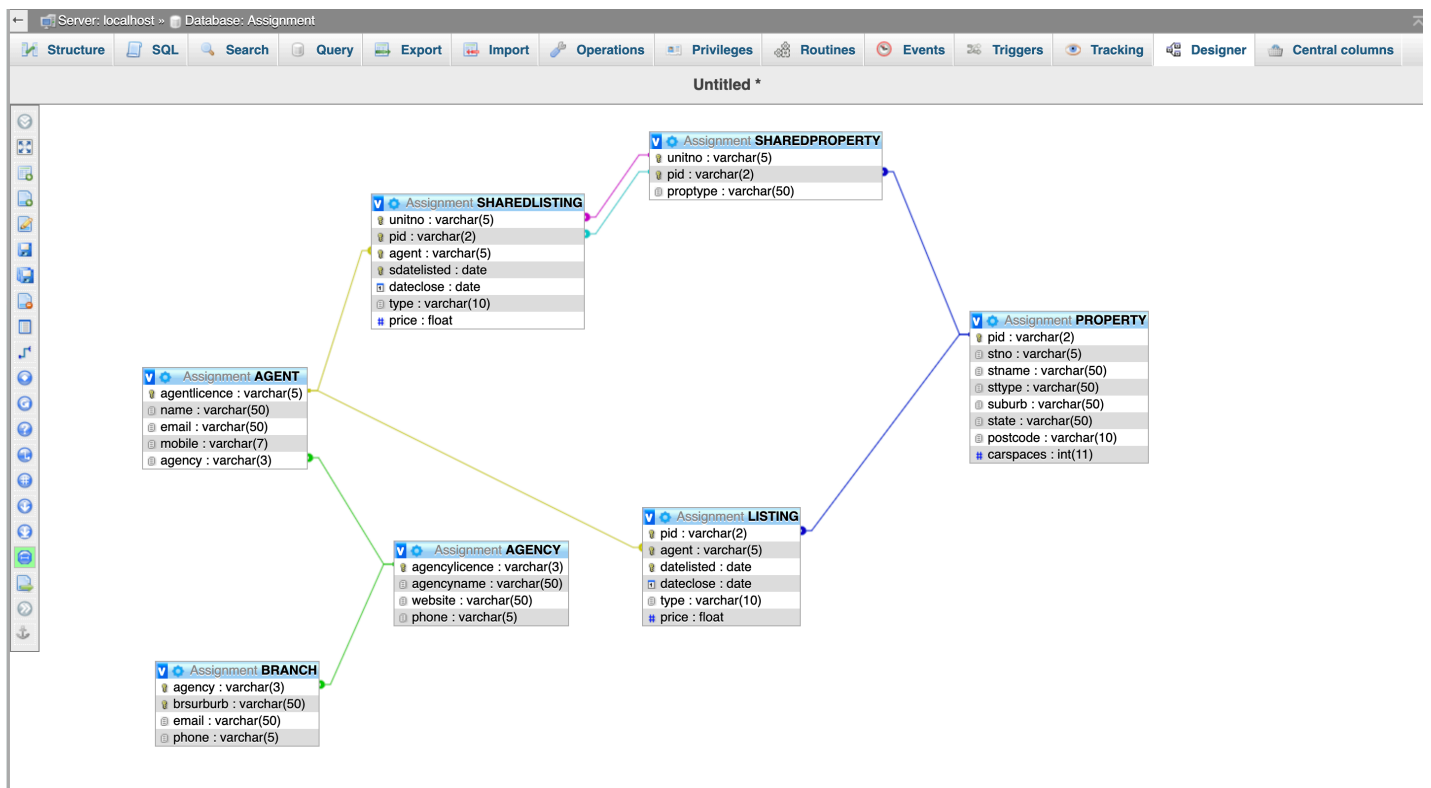 Server: localhost » Database: Assignment
Structure SQL Search Query Export Import Operations Privileges Routines Events Triggers Tracking Designer Central columns
Untitled *
Assignment SHAREDPROPERTY
unitno : varchar(5)
pid : varchar(2)
proptype : varchar(50)
Assignment SHAREDLISTING
unitno : varchar(5)
pid : varchar(2)
agent : varchar(5)
sdatelisted : date
dateclose : date
type : varchar(10)
price : float
Assignment PROPERTY
pid : varchar(2)
stno : varchar(5)
stname : varchar(50)
sttype : varchar(50)
suburb : varchar(50)
state : varchar(50)
postcode : varchar(10)
carspaces : int(11)
Assignment AGENT
agentlicence : varchar(5)
name : varchar(50)
email : varchar(50)
mobile : varchar(7)
agency : varchar(3)
Assignment LISTING
pid : varchar(2)
agent : varchar(5)
datelisted : date
dateclose : date
type : varchar(10)
price : float
Assignment AGENCY
agencylicence : varchar(3)
agencyname : varchar(50)
website : varchar(50)
phone : varchar(5)
Assignment BRANCH
agency : varchar(3)
brsurburb : varchar(50)
email : varchar(50)
phone : varchar(5)